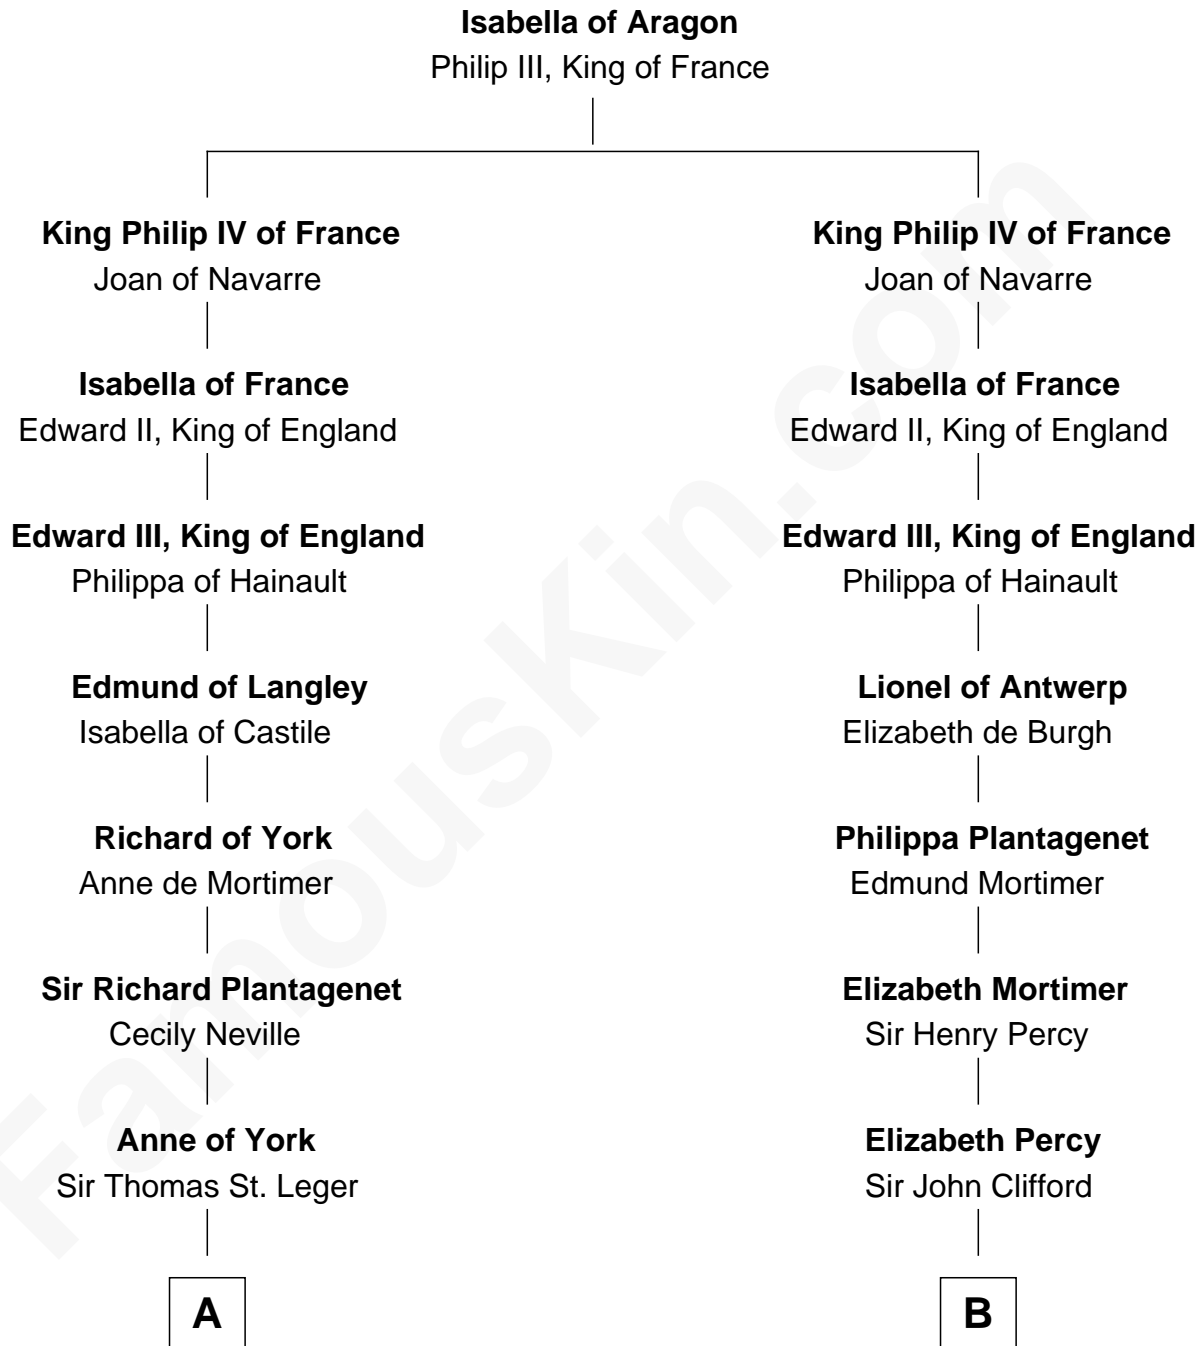 Isabella of Aragon
Philip III, King of France
King Philip IV of France
Joan of Navarre
King Philip IV of France
Joan of Navarre
Isabella of France
Edward II, King of England
Isabella of France
Edward II, King of England
Edward III, King of England
Philippa of Hainault
Edward III, King of England
Philippa of Hainault
Edmund of Langley
Isabella of Castile
Lionel of Antwerp
Elizabeth de Burgh
Richard of York
Anne de Mortimer
Philippa Plantagenet
Edmund Mortimer
Sir Richard Plantagenet
Cecily Neville
Elizabeth Mortimer
Sir Henry Percy
Anne of York
Sir Thomas St. Leger
Elizabeth Percy
Sir John Clifford
A
B
FamousKin.com